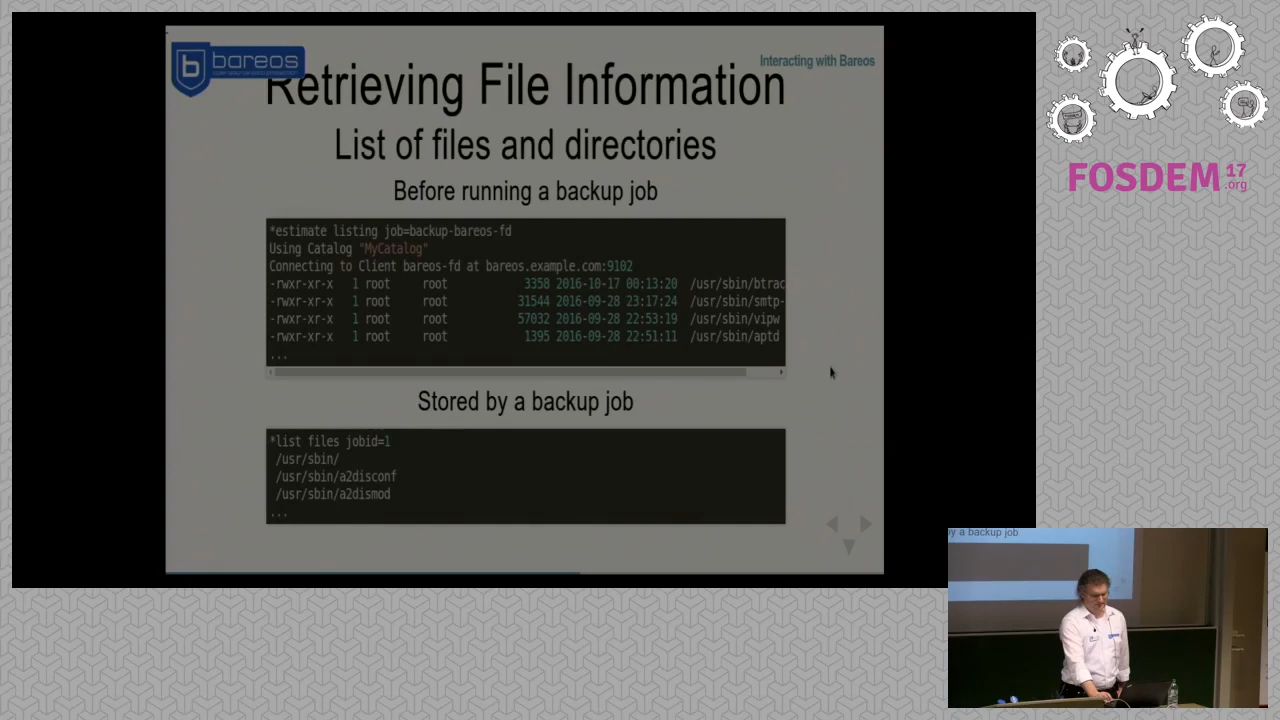 bareos
Interacting with Bareos
Retrieving File Information
List of files and directories
Before running a backup job
*estimate listing job=backup-bareos-fd
Using Catalog "MyCatalog"
Connecting to Client bareos-fd at bareos.example.com:9102
-rwxr-xr-x 1 root root 3358 2016-10-17 00:13:20 /usr/sbin/btrac
-rwxr-xr-x 1 root root 31544 2016-09-28 23:17:24 /usr/sbin/smtp-
-rwxr-xr-x 1 root root 57032 2016-09-28 22:53:19 /usr/sbin/vipw
-rwxr-xr-x 1 root root 1395 2016-09-28 22:51:11 /usr/sbin/aptd
...
Stored by a backup job
*list files jobid=1
/usr/sbin/
/usr/sbin/a2disconf
/usr/sbin/a2dismod
...
FOSDEM 17
.org
by a backup job